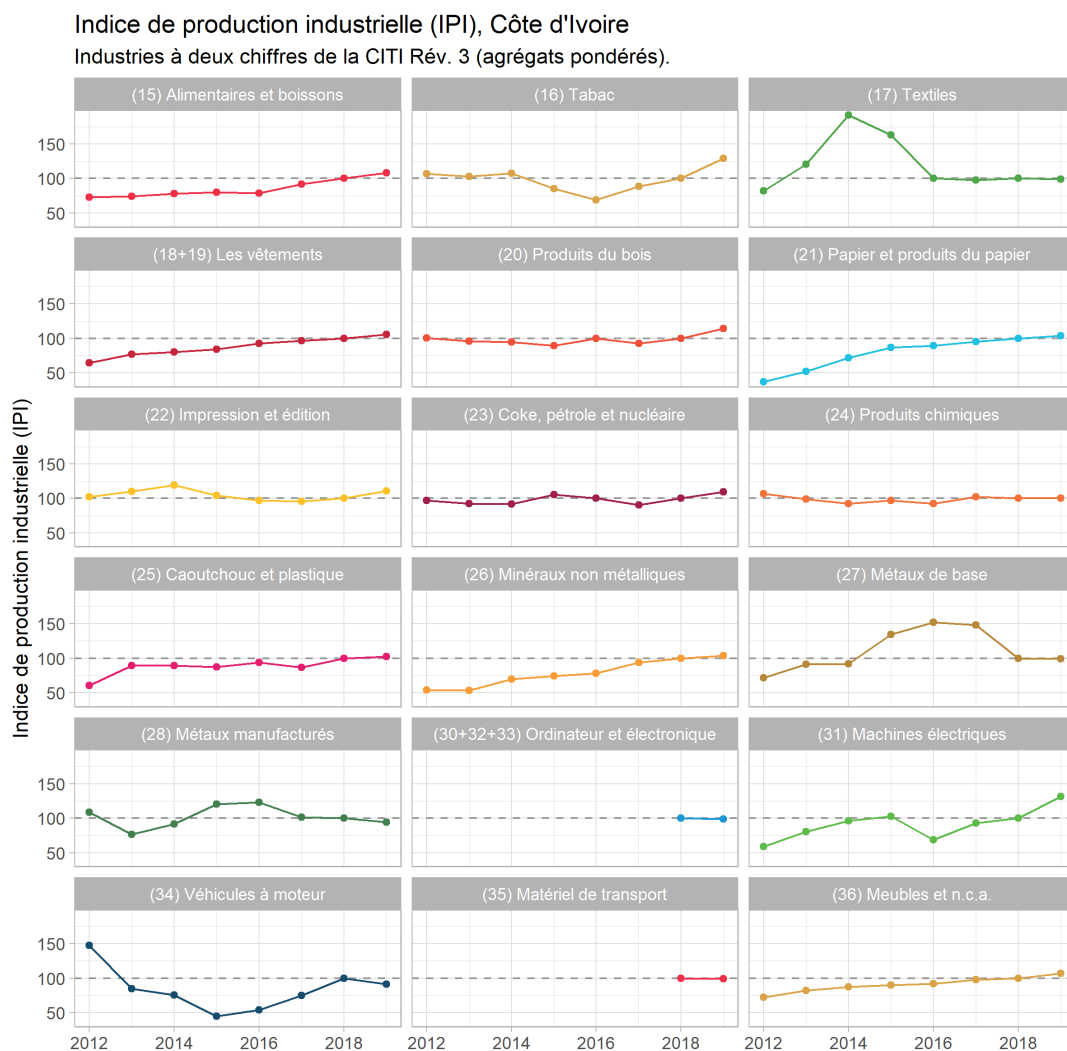 Indice de production industrielle (IPI), Côte d'Ivoire
Industries à deux chiffres de la CITI Rév. 3 (agrégats pondérés).
Indice de production industrielle (IPI)
(15) Alimentaires et boissons
(16) Tabac
(17) Textiles
150
100
50
(18+19) Les vêtements
(20) Produits du bois
(21) Papier et produits du papier
150
100
50
(22) Impression et édition
(23) Coke, pétrole et nucléaire
(24) Produits chimiques
150
100
50
(25) Caoutchouc et plastique
(26) Minéraux non métalliques
(27) Métaux de base
150
100
50
(28) Métaux manufacturés
(30+32+33) Ordinateur et électronique
(31) Machines électriques
150
100
50
(34) Véhicules à moteur
(35) Matériel de transport
(36) Meubles et n.c.a.
150
100
50
2012 2014 2016 2018 2012 2014 2016 2018 2012 2014 2016 2018